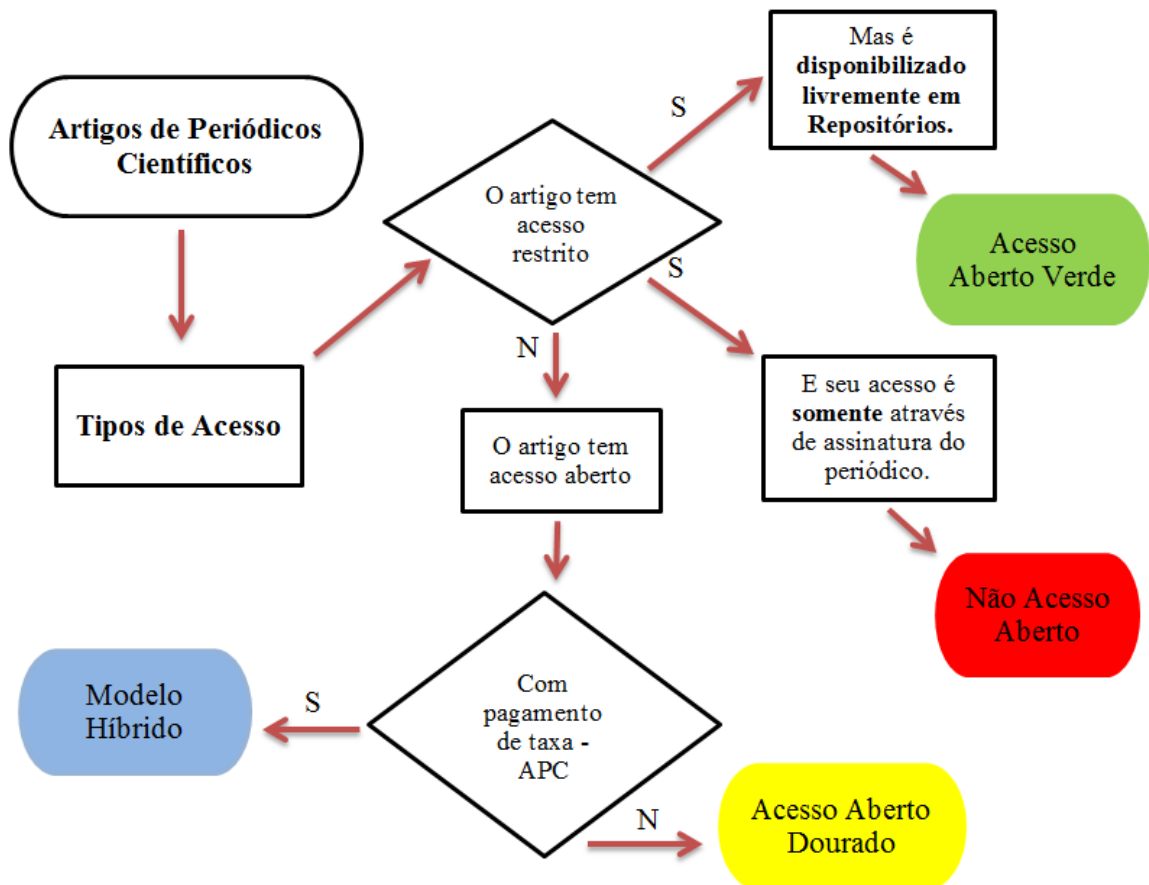 Artigos de Periódicos
Científicos
Tipos de Acesso
O artigo tem
acesso
restrito
S
Mas é
disponibilizado
livremente em
Repositórios.
Acesso
Aberto Verde
S
E seu acesso é
somente através
de assinatura do
periódico.
Não Acesso
Aberto
N
O artigo tem
acesso aberto
Com
pagamento
de taxa -
APC
S
Modelo
Híbrido
N
Acesso Aberto
Dourado